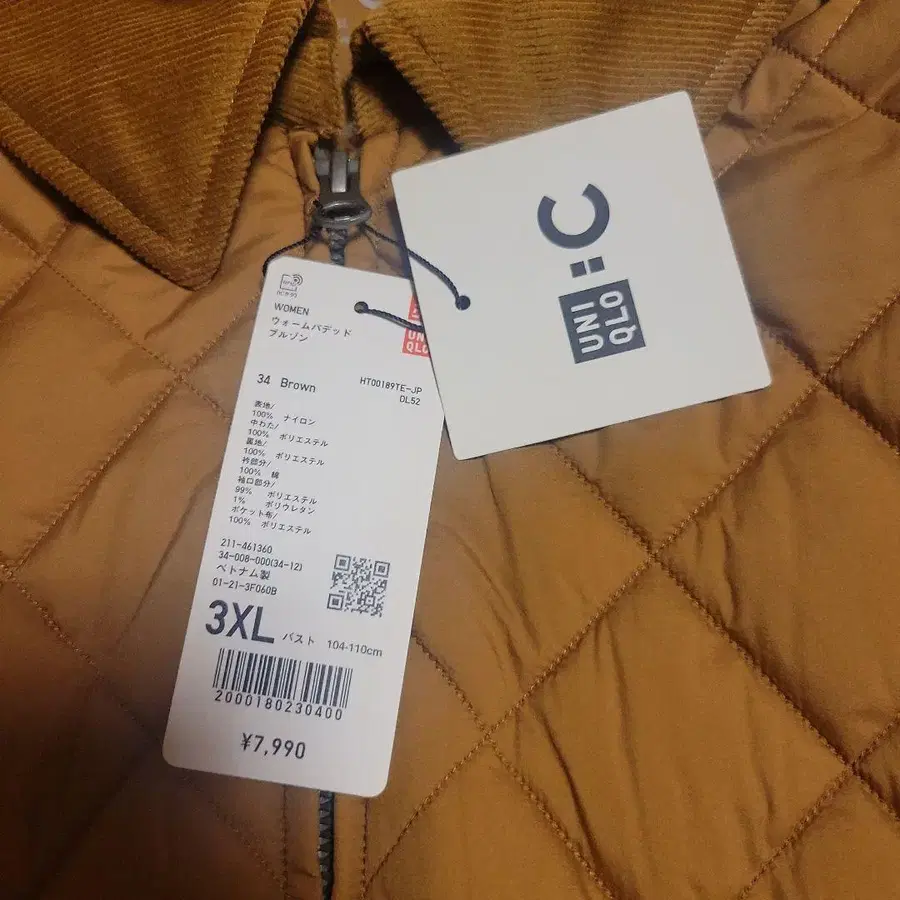 UNI
QLO
: C
WOMEN
ウォームパデッド
ブルゾン
UN
QLO
34 Brown
HT00189TE-JP
DL52
表地/
100% ナイロン
中わた/
100% ポリエステル
裏地/
100% ポリエステル
衿部分/
100% 綿
袖口部分/
99% ポリエステル
1% ポリウレタン
ポケット布/
100% ポリエステル
211-461360
34-008-000(34-12)
ベトナム製
01-21-3F060B
3XL バスト 104-110cm
2000180230400
¥7,990